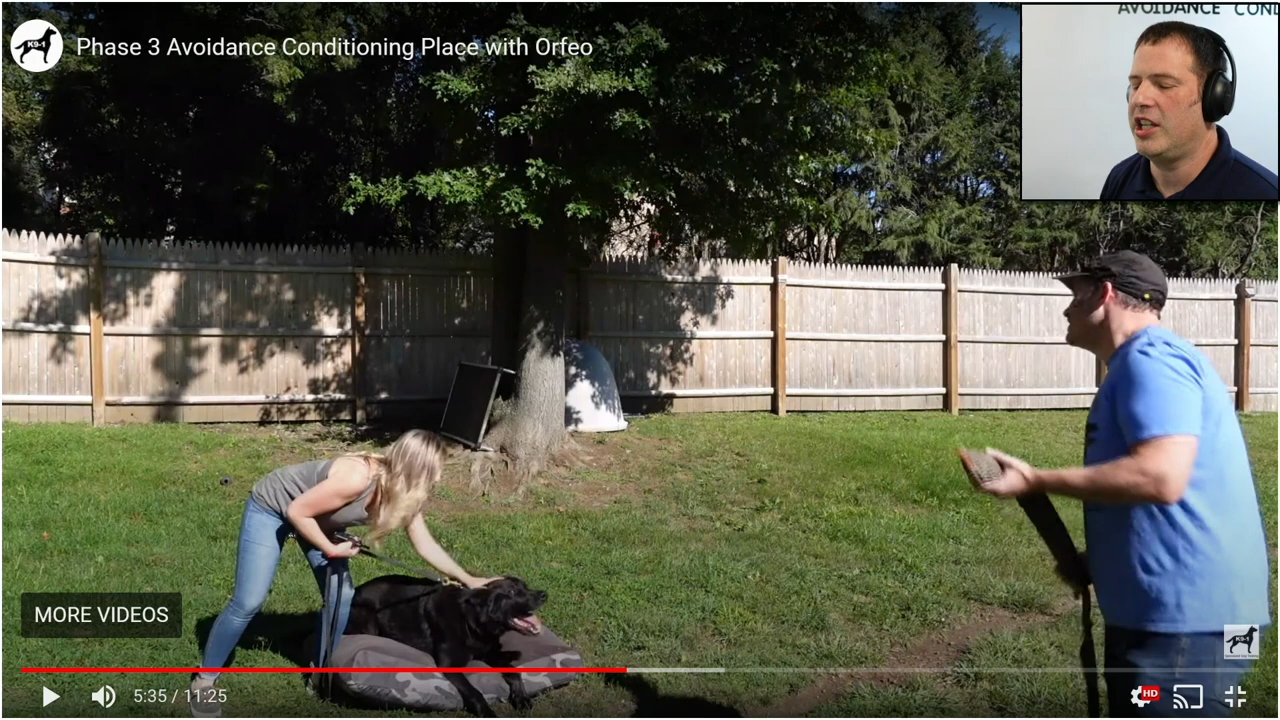 K9-1
Phase 3 Avoidance Conditioning Place with Orfeo
AVOIDANCE COND
MORE VIDEOS
K9-1
5:35 / 11:25
HD